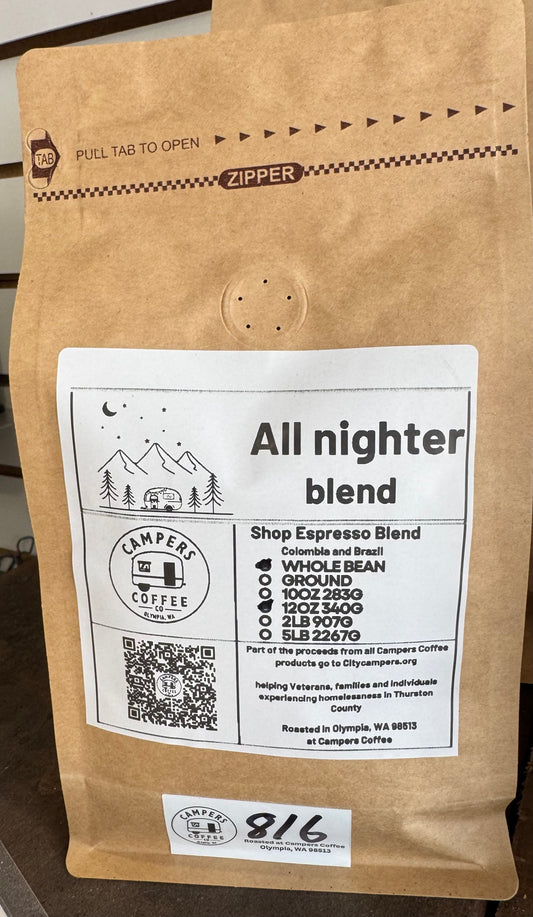 TAB
PULL TAB TO OPEN
ZIPPER
All nighter
blend
CAMPERS
COFFEE
CO
OLYMPIA, WA
Shop Espresso Blend
Colombia and Brazil
WHOLE BEAN
GROUND
10OZ 283G
12OZ 340G
2LB 907G
5LB 2267G
Part of the proceeds from all Campers Coffee
products go to Citycampers.org
helping Veterans, families and individuals
experiencing homelessness in Thurston
County
Roasted in Olympia, WA 98513
at Campers Coffee
CAMPERS
COFFEE
816
Roasted at Campers Coffee
Olympia, WA 98513